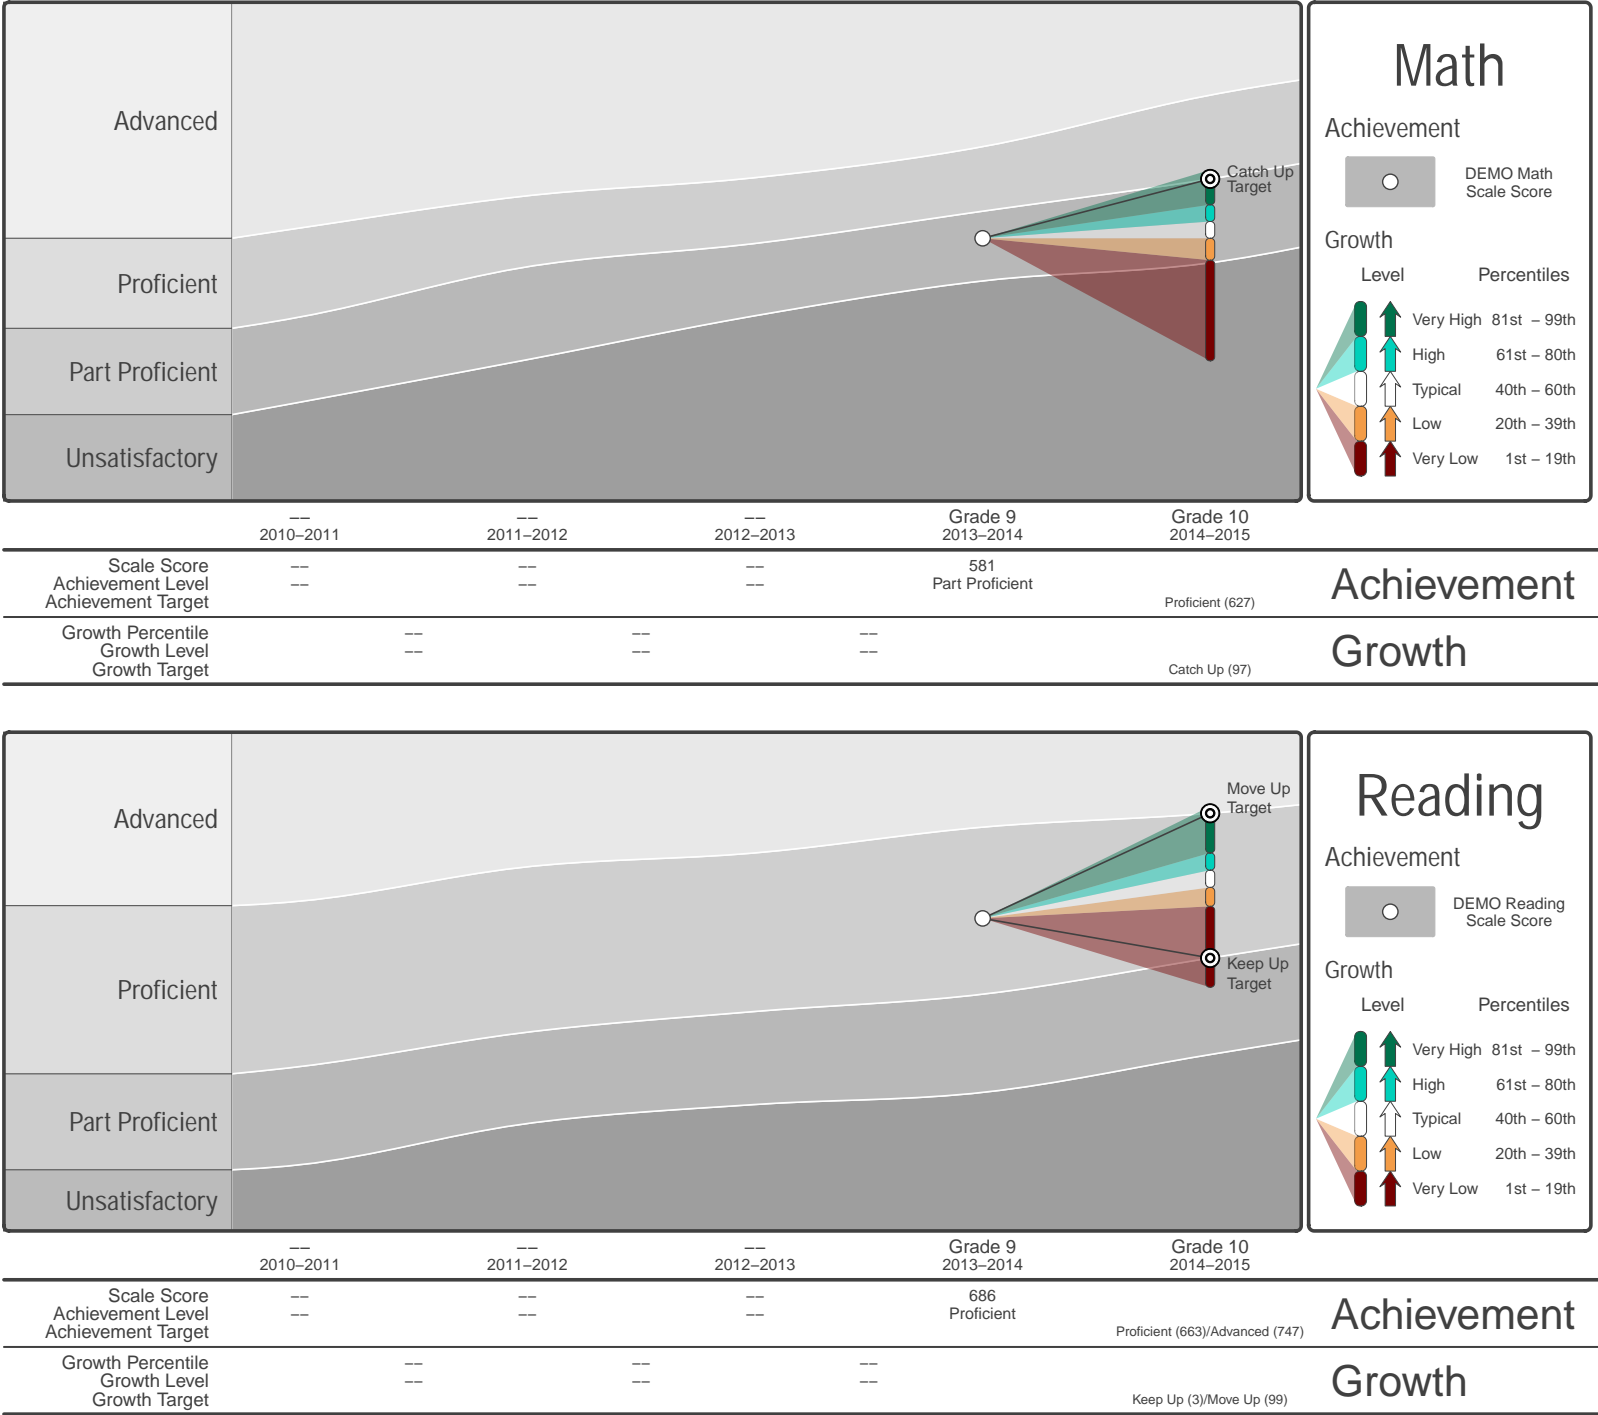 Advanced
Proficient
Part Proficient
Unsatisfactory
Catch Up
Target
Math
Achievement
DEMO Math
Scale Score
Growth
Level Percentiles
Very High 81st – 99th
High 61st – 80th
Typical 40th – 60th
Low 20th – 39th
Very Low 1st – 19th
–– –– –– Grade 9 Grade 10
2010–2011 2011–2012 2012–2013 2013–2014 2014–2015
Scale Score –– –– –– 581
Achievement Level –– –– –– Part Proficient
Achievement Target Proficient (627)
Achievement
Growth Percentile –– –– ––
Growth Level –– –– ––
Growth Target Catch Up (97)
Growth
Advanced
Proficient
Part Proficient
Unsatisfactory
Move Up
Target
Keep Up
Target
Reading
Achievement
DEMO Reading
Scale Score
Growth
Level Percentiles
Very High 81st – 99th
High 61st – 80th
Typical 40th – 60th
Low 20th – 39th
Very Low 1st – 19th
–– –– –– Grade 9 Grade 10
2010–2011 2011–2012 2012–2013 2013–2014 2014–2015
Scale Score –– –– –– 686
Achievement Level –– –– –– Proficient
Achievement Target Proficient (663)/Advanced (747)
Achievement
Growth Percentile –– –– ––
Growth Level –– –– ––
Growth Target Keep Up (3)/Move Up (99)
Growth